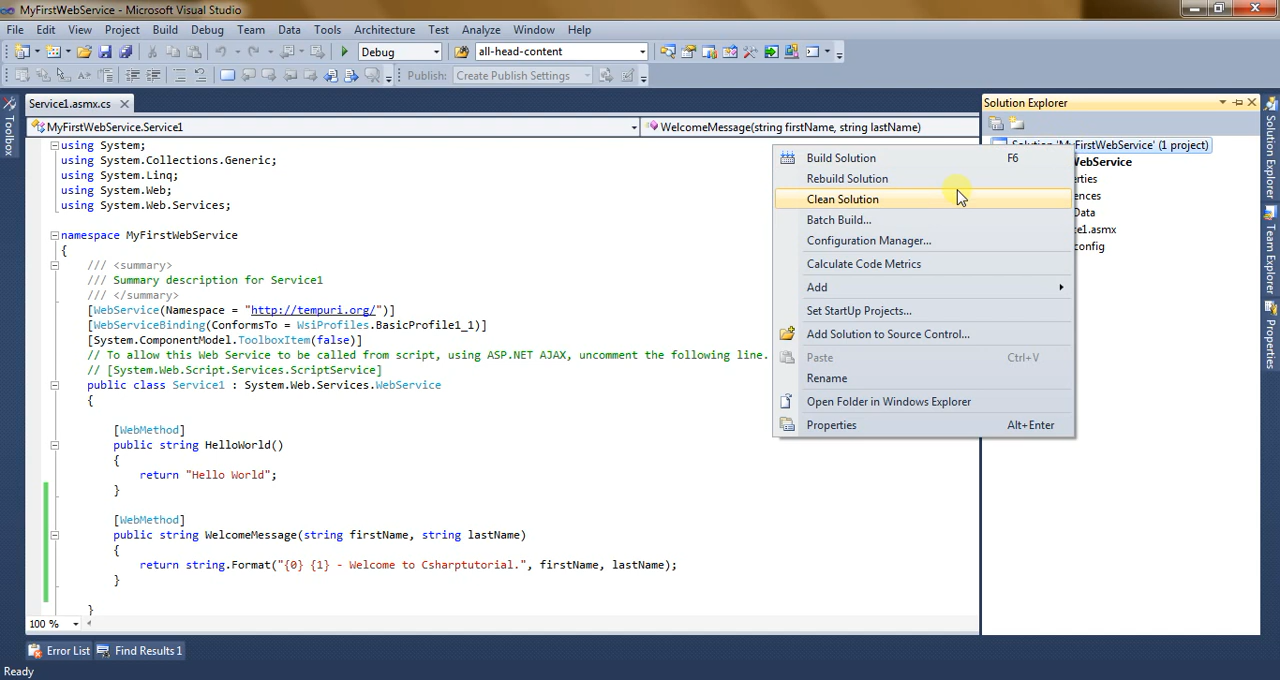 MyFirstWebService - Microsoft Visual Studio
File Edit View Project Build Debug Team Data Tools Architecture Test Analyze Window Help
Debug all-head-content
Publish: Create Publish Settings
Service1.asmx.cs
Solution Explorer
MyFirstWebService.Service1 WelcomeMessage(string firstName, string lastName)
Toolbox
Solution Explorer
Team Explorer
Properties
using System;
using System.Collections.Generic;
using System.Linq;
using System.Web;
using System.Web.Services;
namespace MyFirstWebService
{
/// <summary>
/// Summary description for Service1
/// </summary>
[WebService(Namespace = "http://tempuri.org/")]
[WebServiceBinding(ConformsTo = WsiProfiles.BasicProfile1_1)]
[System.ComponentModel.ToolboxItem(false)]
// To allow this Web Service to be called from script, using ASP.NET AJAX, uncomment the following line.
// [System.Web.Script.Services.ScriptService]
public class Service1 : System.Web.Services.WebService
{
[WebMethod]
public string HelloWorld()
{
return "Hello World";
}
[WebMethod]
public string WelcomeMessage(string firstName, string lastName)
{
return string.Format("{0} {1} - Welcome to Csharptutorial.", firstName, lastName);
}
}
100 %
Build Solution F6
Rebuild Solution
Clean Solution
Batch Build...
Configuration Manager...
Calculate Code Metrics
Add
Set StartUp Projects...
Add Solution to Source Control...
Paste Ctrl+V
Rename
Open Folder in Windows Explorer
Properties Alt+Enter
Solution 'MyFirstWebService' (1 project)
WebService
erties
ences
Data
e1.asmx
config
Error List Find Results 1
Ready